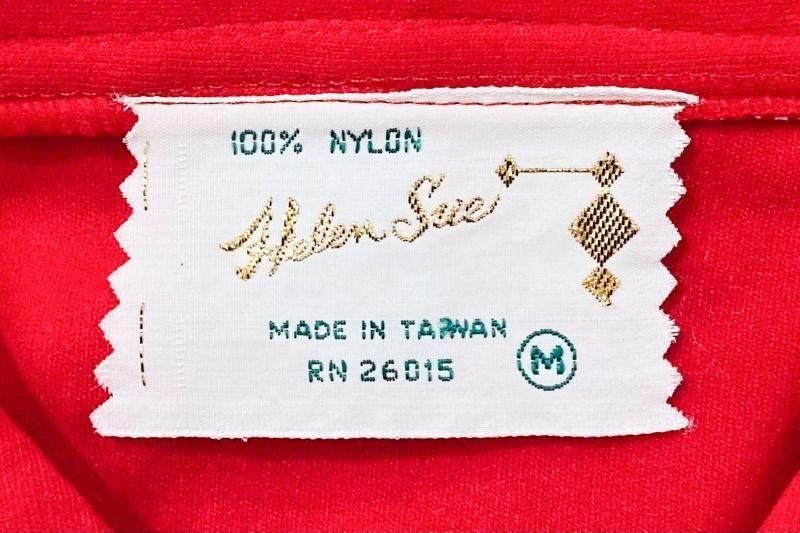 100% NYLON
Helen Sue
MADE IN TAIWAN
RN 26015
M